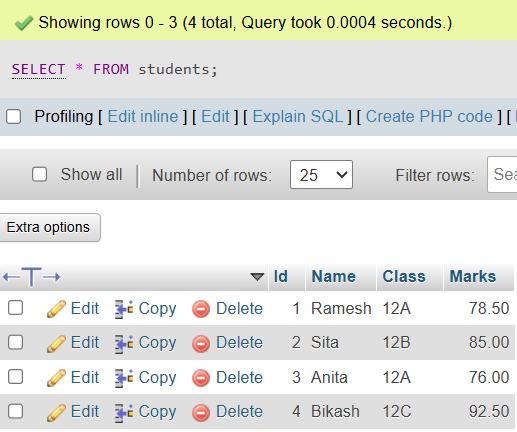 Showing rows 0 - 3 (4 total, Query took 0.0004 seconds.)
SELECT * FROM students;
Profiling [ Edit inline ] [ Edit ] [ Explain SQL ] [ Create PHP code ] [
Show all Number of rows: 25 Filter rows:
Extra options
←T→ Id Name Class Marks
Edit Copy Delete 1 Ramesh 12A 78.50
Edit Copy Delete 2 Sita 12B 85.00
Edit Copy Delete 3 Anita 12A 76.00
Edit Copy Delete 4 Bikash 12C 92.50